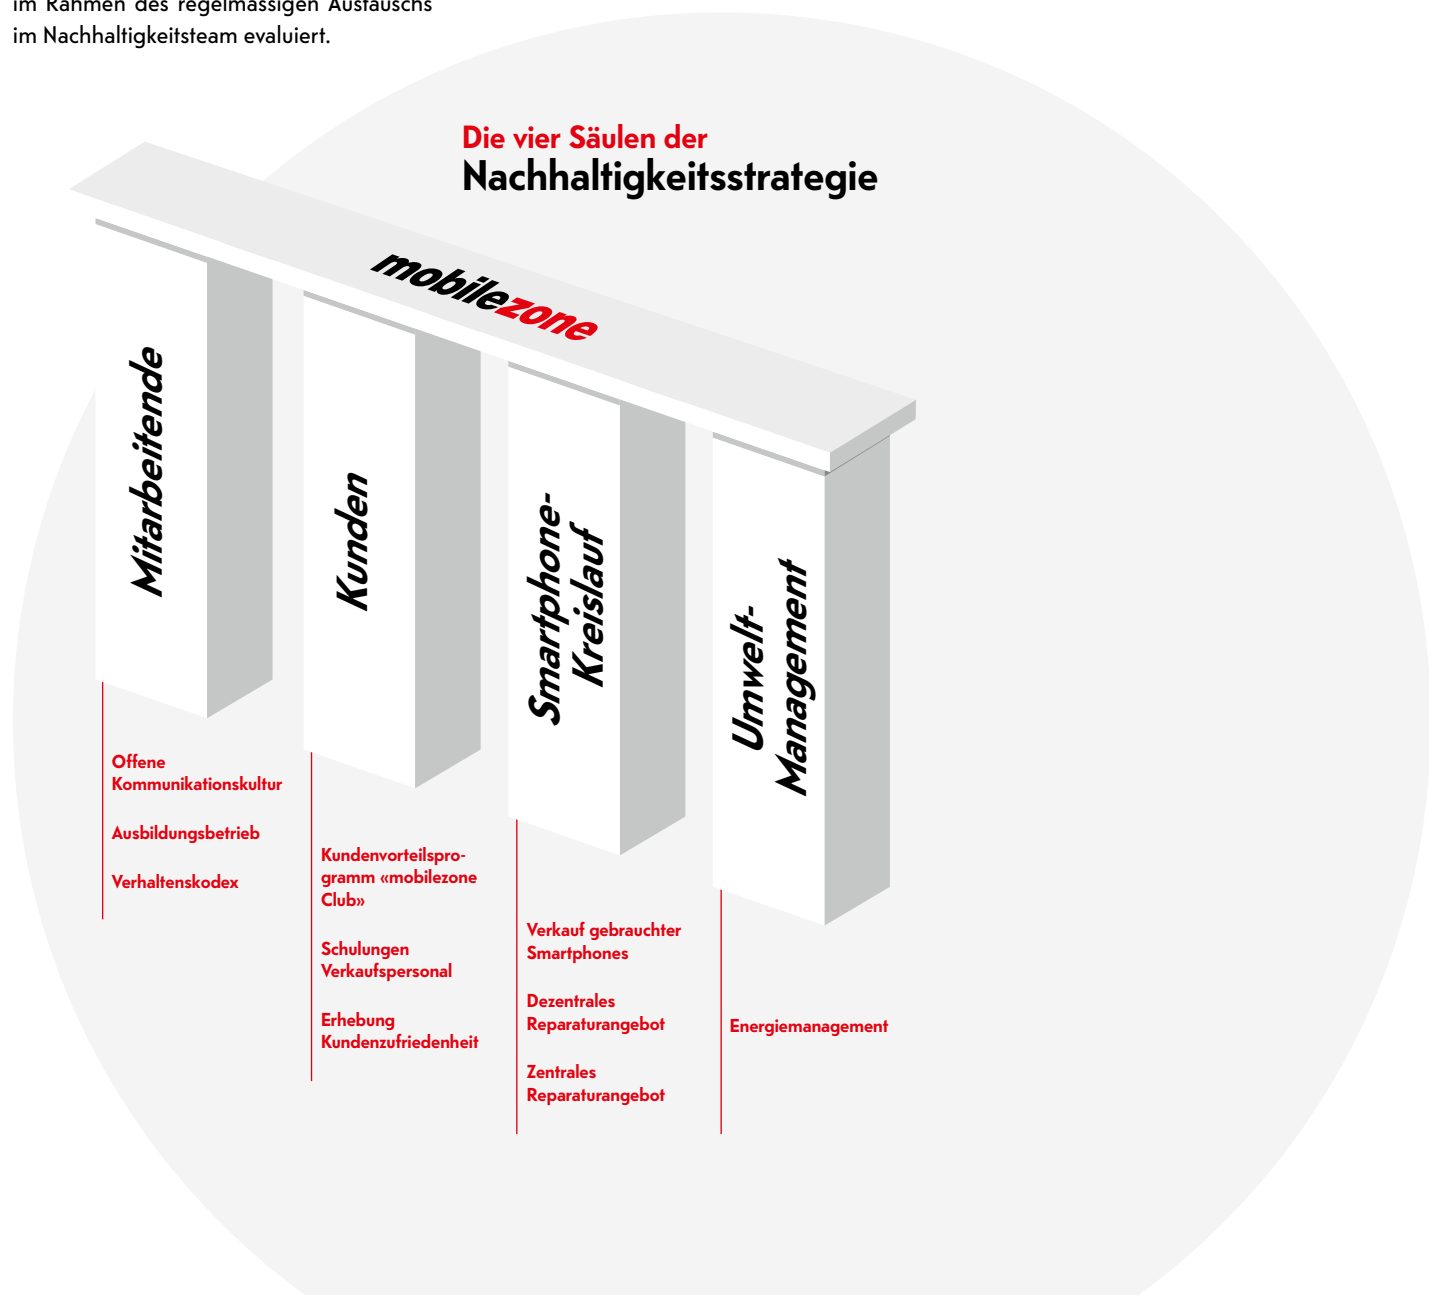 im Rahmen des regelmässigen Austauschs
im Nachhaltigkeitsteam evaluiert.
Die vier Säulen der
Nachhaltigkeitsstrategie
mobilezone
Mitarbeitende
Kunden
Smartphone-
Kreislauf
Umwelt-
Management
Offene
Kommunikationskultur
Ausbildungsbetrieb
Verhaltenskodex
Kundenvorteilspro-
gramm «mobilezone
Club»
Schulungen
Verkaufspersonal
Erhebung
Kundenzufriedenheit
Verkauf gebrauchter
Smartphones
Dezentrales
Reparaturangebot
Zentrales
Reparaturangebot
Energiemanagement